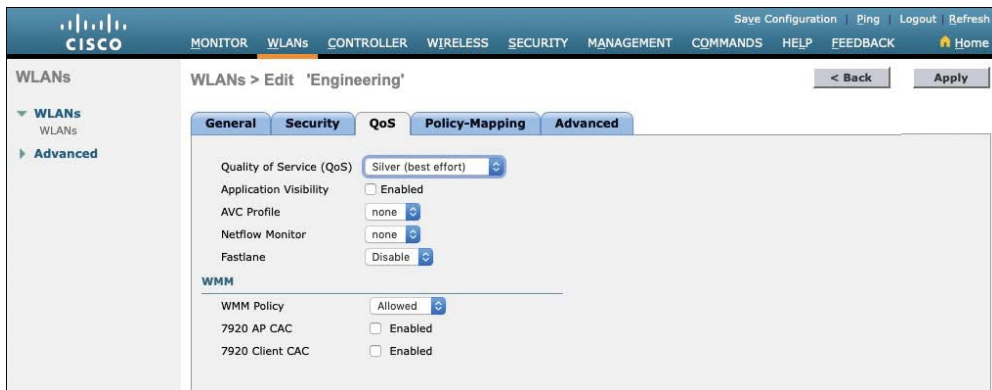 Save Configuration | Ping | Logout | Refresh
CISCO MONITOR WLANs CONTROLLER WIRELESS SECURITY MANAGEMENT COMMANDS HELP FEEDBACK Home
WLANs
WLANs > Edit 'Engineering'
< Back
Apply
WLANs
WLANs
Advanced
General Security QoS Policy-Mapping Advanced
Quality of Service (QoS) Silver (best effort)
Application Visibility Enabled
AVC Profile none
Netflow Monitor none
Fastlane Disable
WMM
WMM Policy Allowed
7920 AP CAC Enabled
7920 Client CAC Enabled